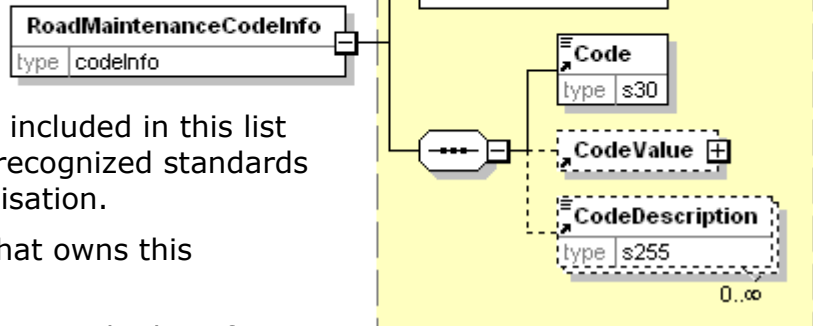 RoadMaintenanceCodeInfo
type codeInfo
included in this list
recognized standards
isation.
hat owns this
Code
type s30
CodeValue
CodeDescription
type s255
0..∞